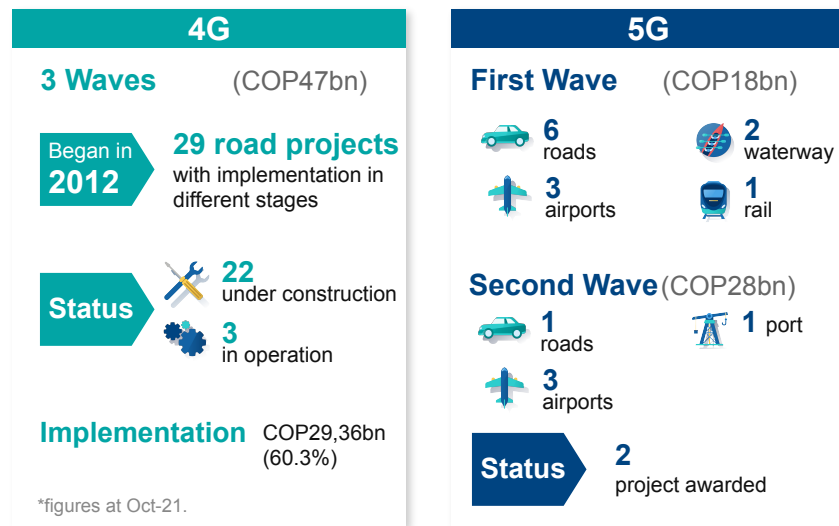 4G
3 Waves (COP47bn)
Began in
2012
29 road projects
with implementation in
different stages
Status
22
under construction
3
in operation
Implementation COP29,36bn
(60.3%)
*figures at Oct-21.
5G
First Wave (COP18bn)
6
roads
2
waterway
3
airports
1
rail
Second Wave (COP28bn)
1
roads
1 port
3
airports
Status
2
project awarded